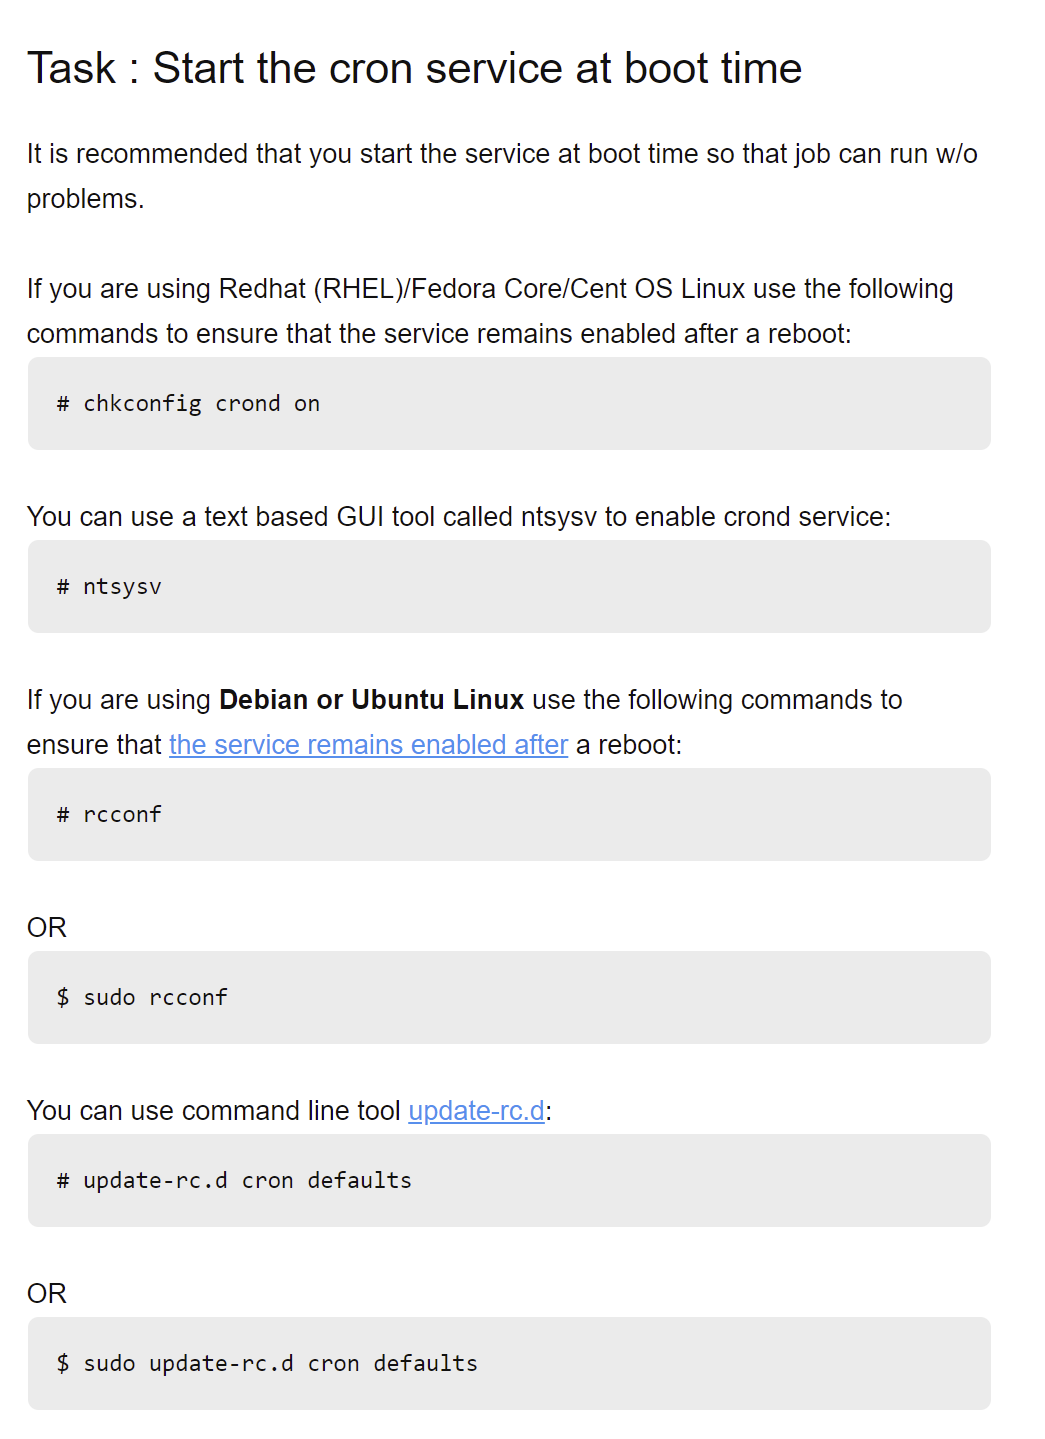 Task : Start the cron service at boot time
It is recommended that you start the service at boot time so that job can run w/o
problems.
If you are using Redhat (RHEL)/Fedora Core/Cent OS Linux use the following
commands to ensure that the service remains enabled after a reboot:
# chkconfig crond on
You can use a text based GUI tool called ntsysv to enable crond service:
# ntsysv
If you are using Debian or Ubuntu Linux use the following commands to
ensure that the service remains enabled after a reboot:
# rcconf
OR
$ sudo rcconf
You can use command line tool update-rc.d:
# update-rc.d cron defaults
OR
$ sudo update-rc.d cron defaults